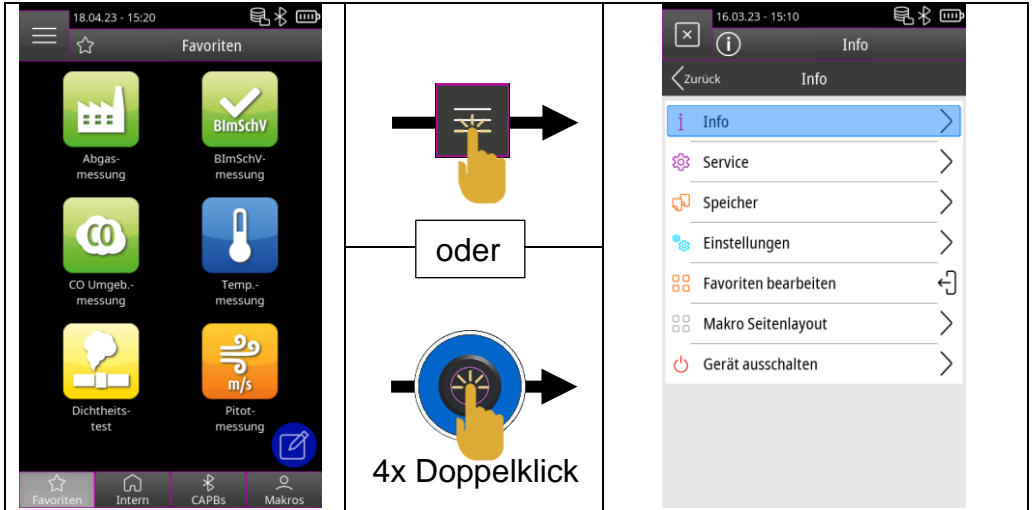 18.04.23 - 15:20
Favoriten
BImSchV
Abgas-
messung
BImSchV-
messung
CO
CO Umgeb.-
messung
Temp.-
messung
m/s
Dichtheits-
test
Pitot-
messung
Favoriten
Intern
CAPBs
Makros
oder
4x Doppelklick
16.03.23 - 15:10
Info
Zurück
Info
Info
Service
Speicher
Einstellungen
Favoriten bearbeiten
Makro Seitenlayout
Gerät ausschalten